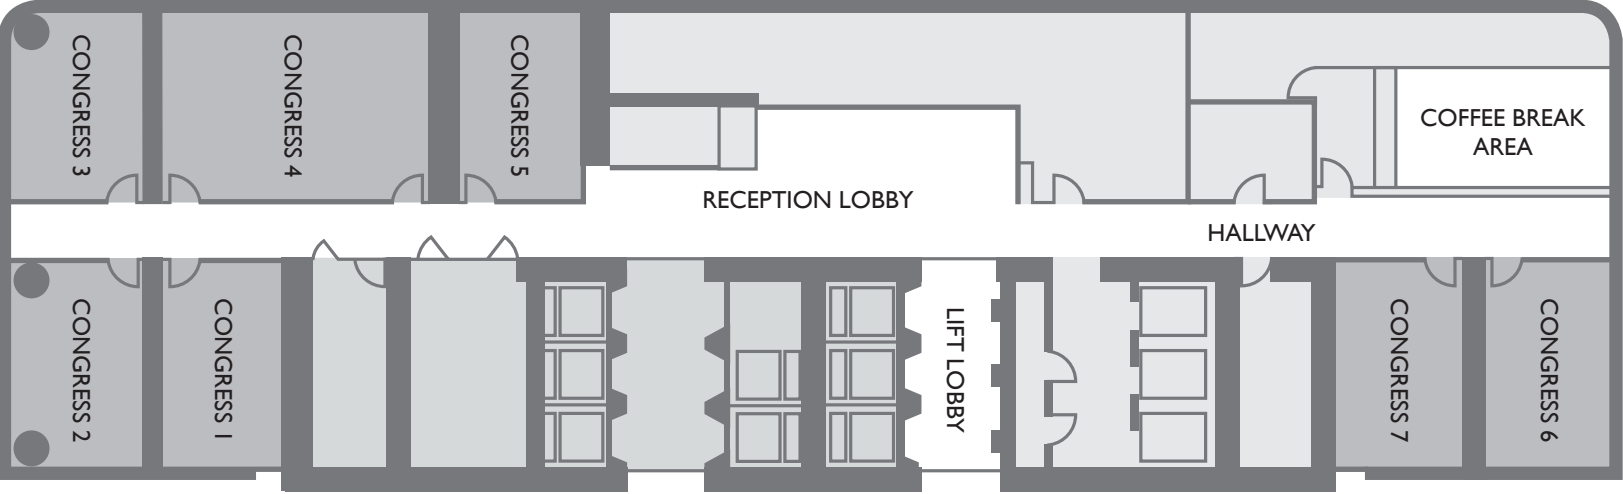 CONGRESS 3
CONGRESS 4
CONGRESS 5
COFFEE BREAK
AREA
RECEPTION LOBBY
HALLWAY
CONGRESS 2
CONGRESS 1
LIFT LOBBY
CONGRESS 7
CONGRESS 6